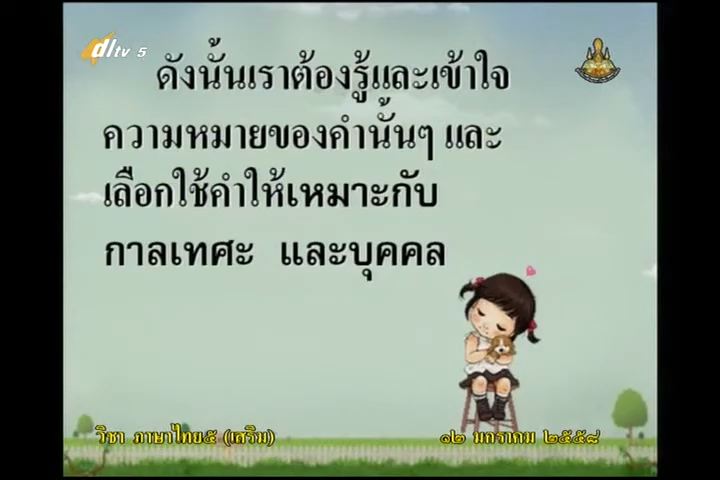 dltv 5
ดังนั้นเราต้องรู้และเข้าใจ
ความหมายของคำนั้นๆ และ
เลือกใช้คำให้เหมาะกับ
กาลเทศะ และบุคคล
วิชา ภาษาไทย๕ (เสริม)
๑๒ มกราคม ๒๕๕๘